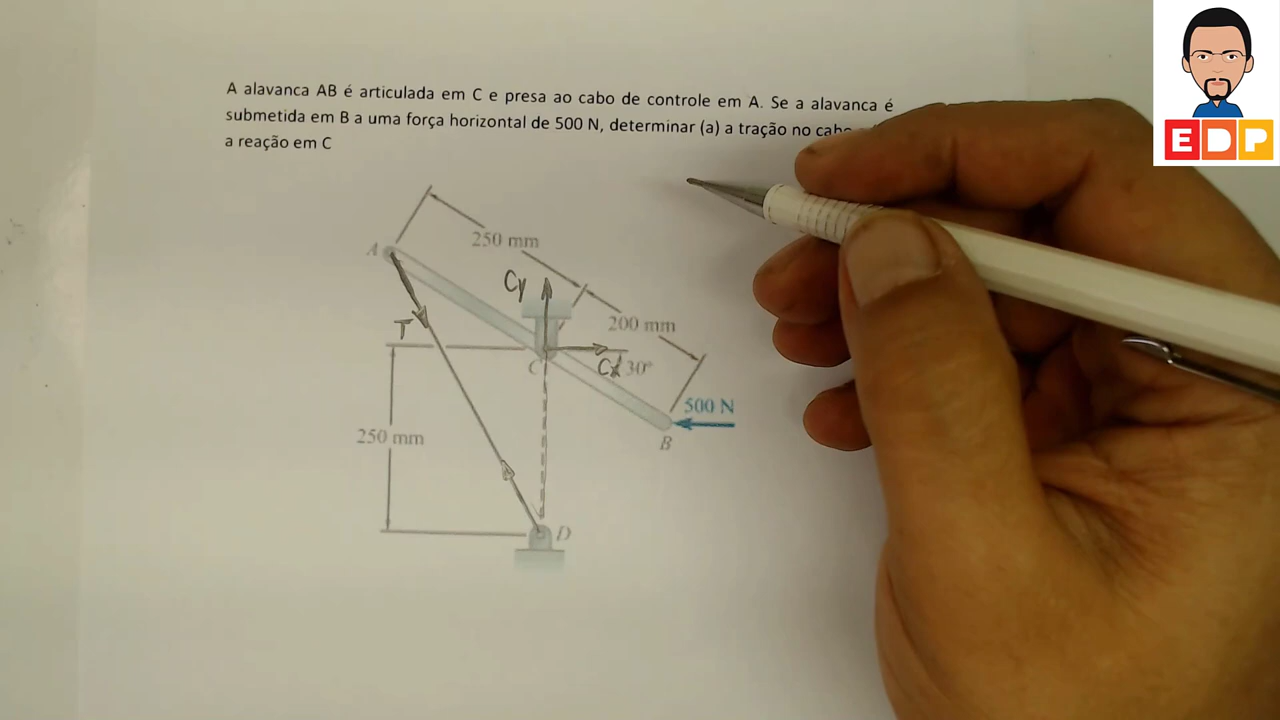 A alavanca AB é articulada em C e presa ao cabo de controle em A. Se a alavanca é
submetida em B a uma força horizontal de 500 N, determinar (a) a tração no
a reação em C
EDP
A
250 mm
Cy
200 mm
T
C
Cx
30°
500 N
B
250 mm
D